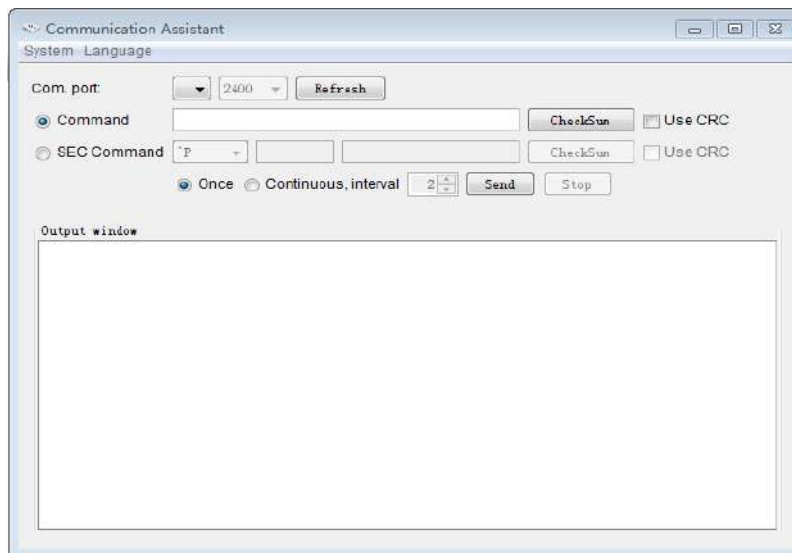 Communication Assistant
System Language
Com. port: 2400 Refresh
Command CheckSum Use CRC
SEC Command ^P CheckSum Use CRC
Once Continuous, interval 2 Send Stop
Output window